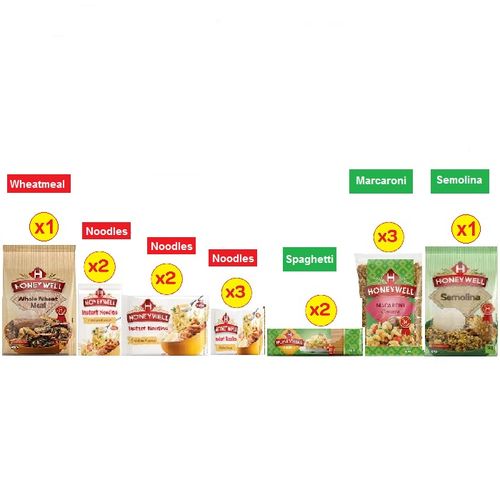 Wheatmeal
x1
Noodles
x2
Noodles
x2
Noodles
x3
Spaghetti
x2
Marcaroni
x3
Semolina
x1
HONEYWELL
Whole Wheat
Meal
HONEYWELL
Instant Noodles
HONEYWELL
Instant Noodles
Instant Noodles
HONEYWELL
HONEYWELL
MACARONI
HONEYWELL
Semolina